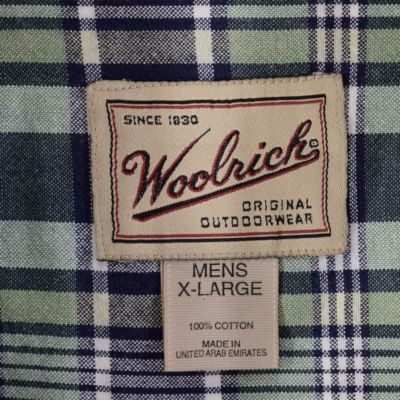 SINCE 1830
Woolrich®
ORIGINAL
OUTDOORWEAR
MENS
X-LARGE
100% COTTON
MADE IN
UNITED ARAB EMIRATES